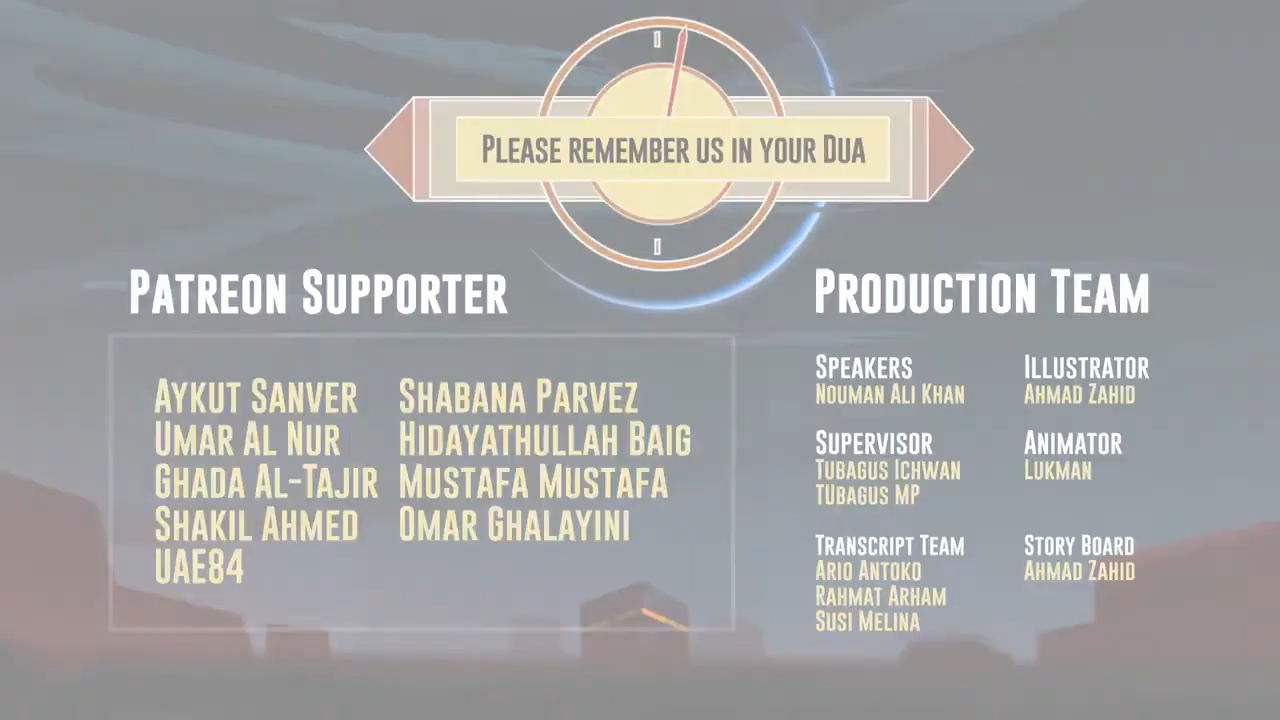 Please remember us in your Dua
Patreon Supporter
Aykut Sanver
Umar Al Nur
Ghada Al-Tajir
Shakil Ahmed
UAE84
Shabana Parvez
Hidayathullah Baig
Mustafa Mustafa
Omar Ghalayini
Production Team
Speakers
Nouman Ali Khan
Supervisor
Tubagus Ichwan
Tubagus MP
Transcript Team
Ario Antoko
Rahmat Arham
Susi Melina
Illustrator
Ahmad Zahid
Animator
Lukman
Story Board
Ahmad Zahid